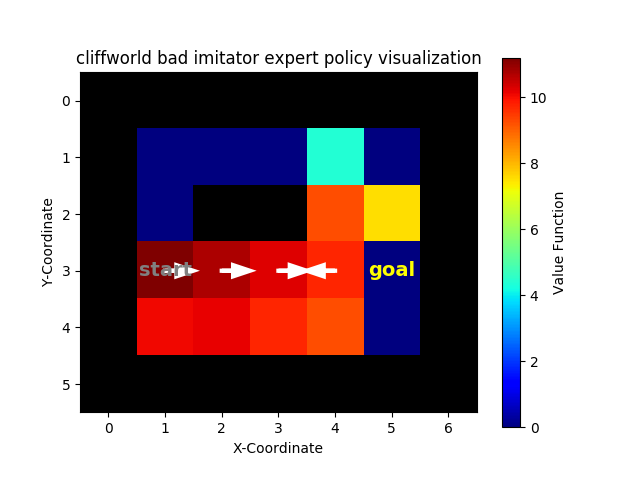 cliffworld bad imitator expert policy visualization
0
1
2
3
4
5
Y-Coordinate
start
goal
0 1 2 3 4 5 6
X-Coordinate
10
8
6
4
2
0
Value Function